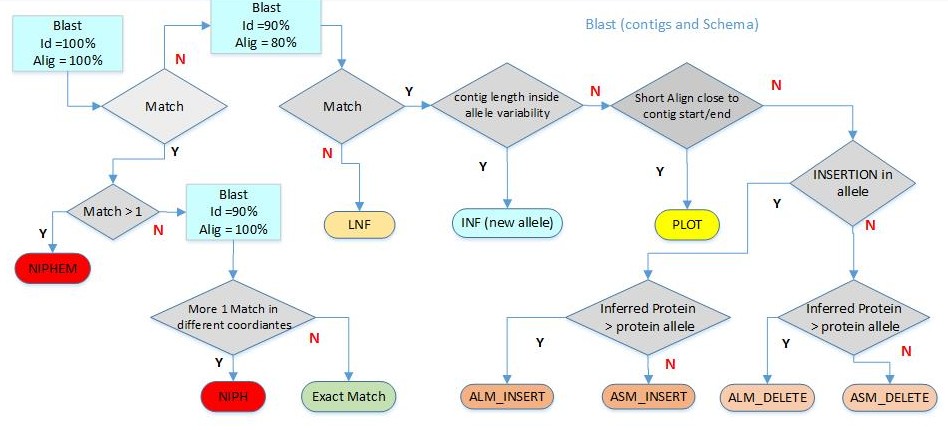 Blast
Id =100%
Alig = 100%
Blast
Id =90%
Alig = 80%
Blast (contigs and Schema)
N
Match
Y
Match
Y
N
contig length inside
allele variability
N
Y
Short Align close to
contig start/end
N
Y
INSERTION in
allele
Y
N
Match > 1
Y
N
Blast
Id =90%
Alig = 100%
LNF
INF (new allele)
PLOT
NIPHEM
More 1 Match in
different coordiantes
Y
N
Inferred Protein
> protein allele
Y
N
Inferred Protein
> protein allele
Y
N
NIPH
Exact Match
ALM_INSERT
ASM_INSERT
ALM_DELETE
ASM_DELETE